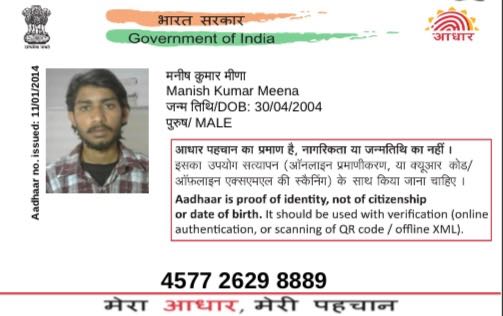 भारत सरकार
Government of India
आधार
Aadhaar no. issued: 11/01/2014
मनीष कुमार मीणा
Manish Kumar Meena
जन्म तिथि/DOB: 30/04/2004
पुरुष/ MALE
आधार पहचान का प्रमाण है, नागरिकता या जन्मतिथि का नहीं ।
इसका उपयोग सत्यापन (ऑनलाइन प्रमाणीकरण, या क्यूआर कोड/
ऑफ़लाइन एक्सएमएल की स्कैनिंग) के साथ किया जाना चाहिए ।
Aadhaar is proof of identity, not of citizenship
or date of birth. It should be used with verification (online
authentication, or scanning of QR code / offline XML).
4577 2629 8889
मेरा आधार, मेरी पहचान